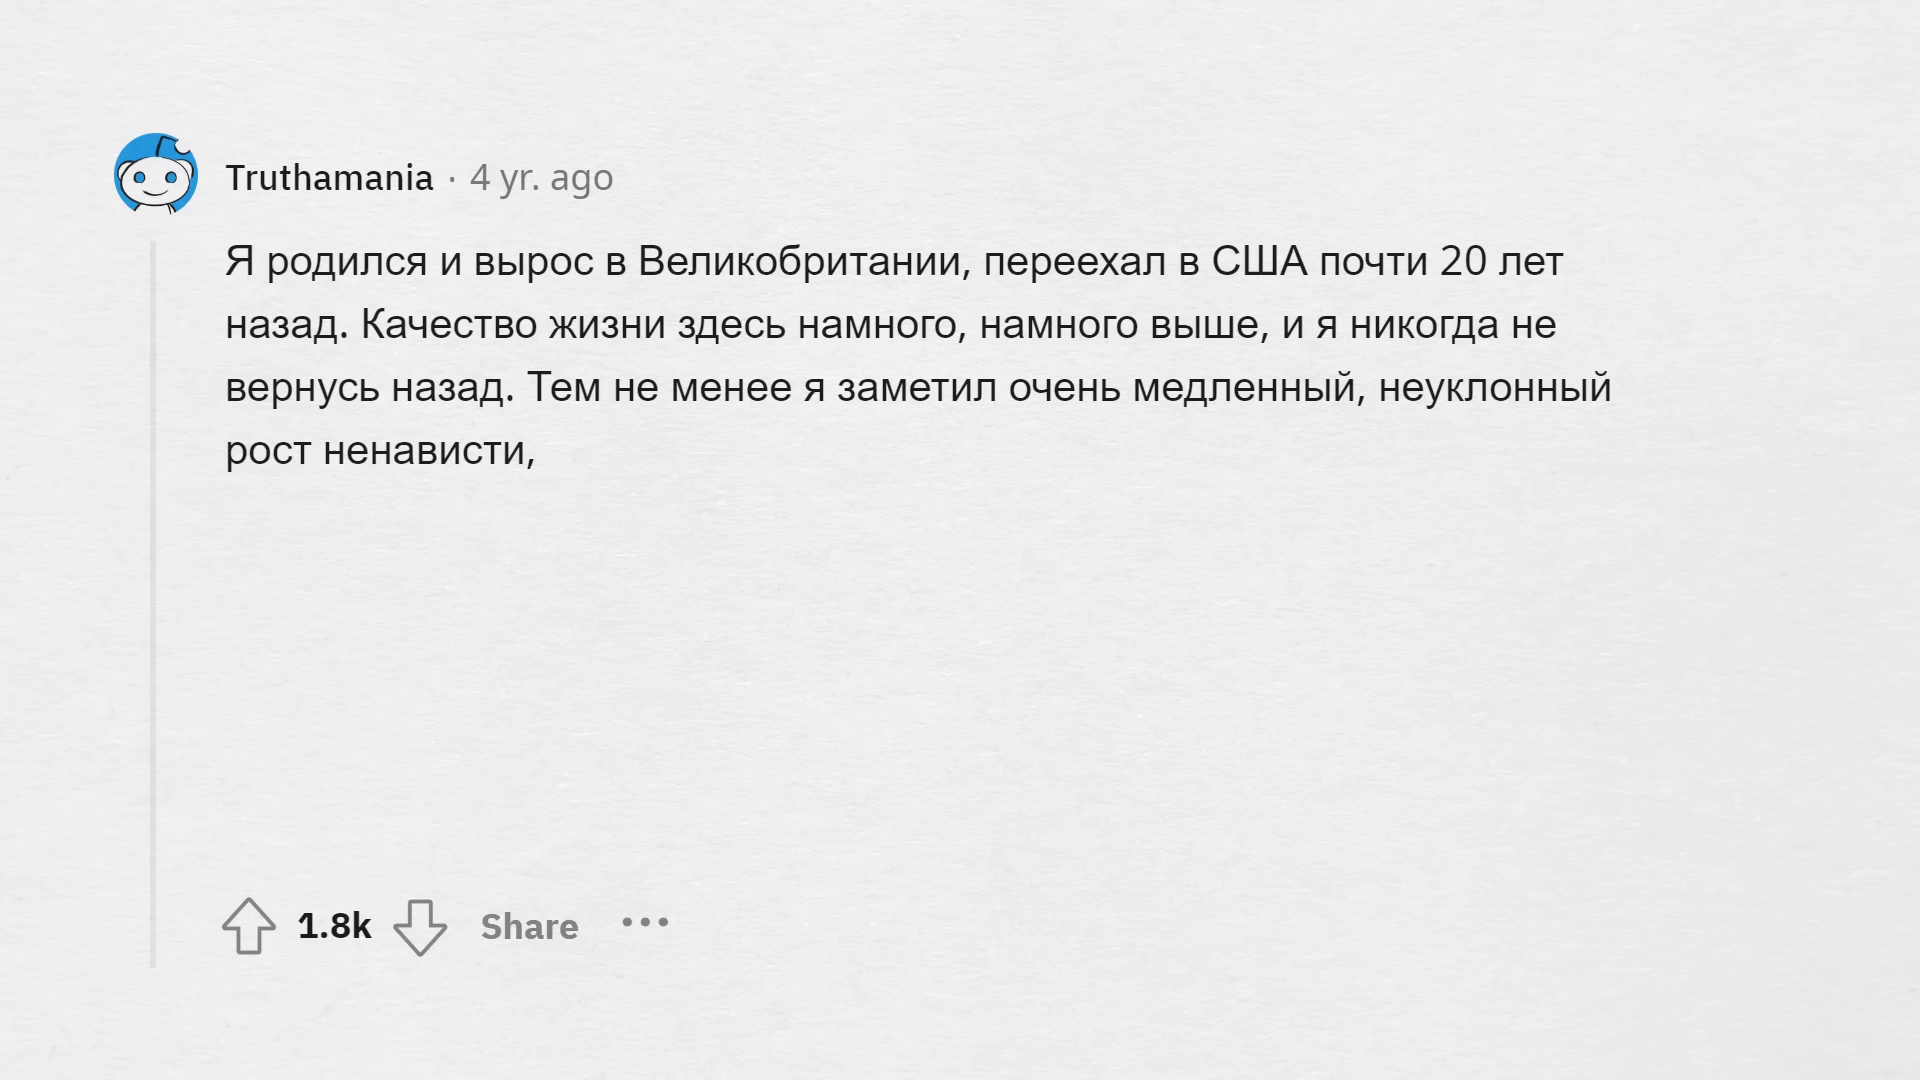 Truthamania · 4 yr. ago
Я родился и вырос в Великобритании, переехал в США почти 20 лет
назад. Качество жизни здесь намного, намного выше, и я никогда не
вернусь назад. Тем не менее я заметил очень медленный, неуклонный
рост ненависти,
1.8k Share